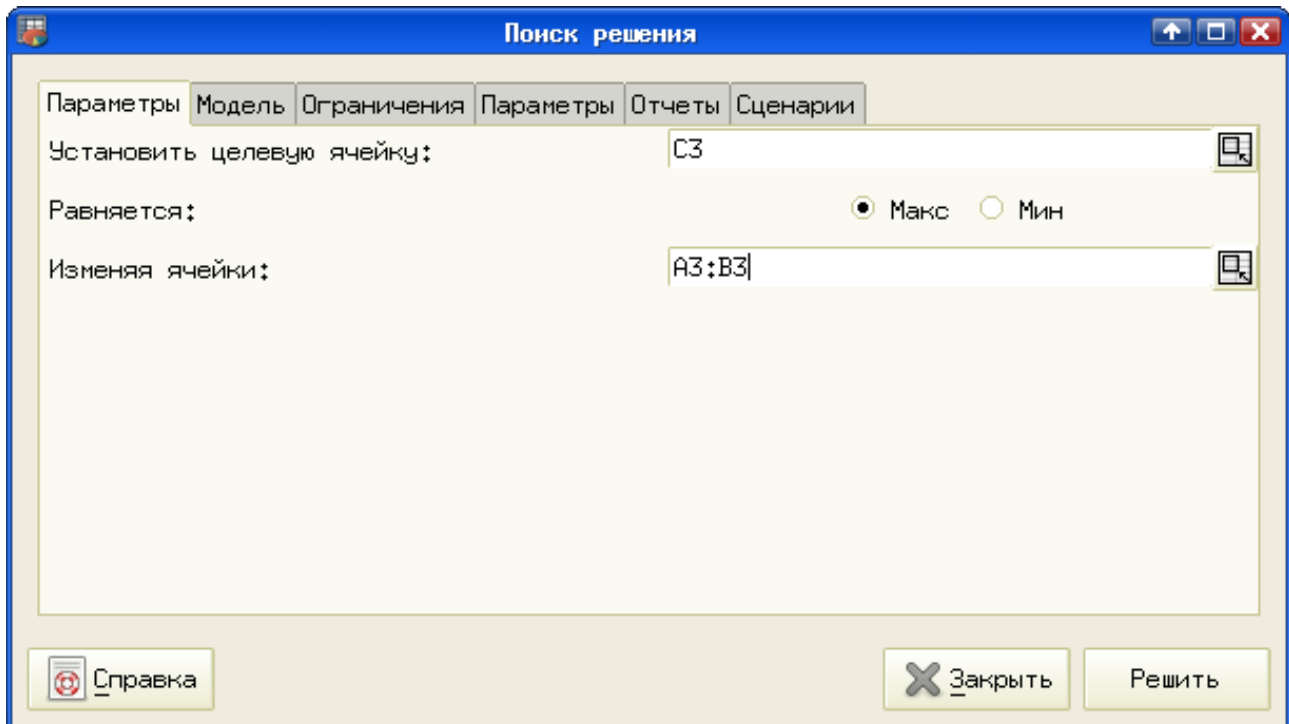 Поиск решения
Параметры Модель Ограничения Параметры Отчеты Сценарии
Установить целевую ячейку: C3
Равняется: Макс Мин
Изменяя ячейки: A3:B3
Справка Закрыть Решить